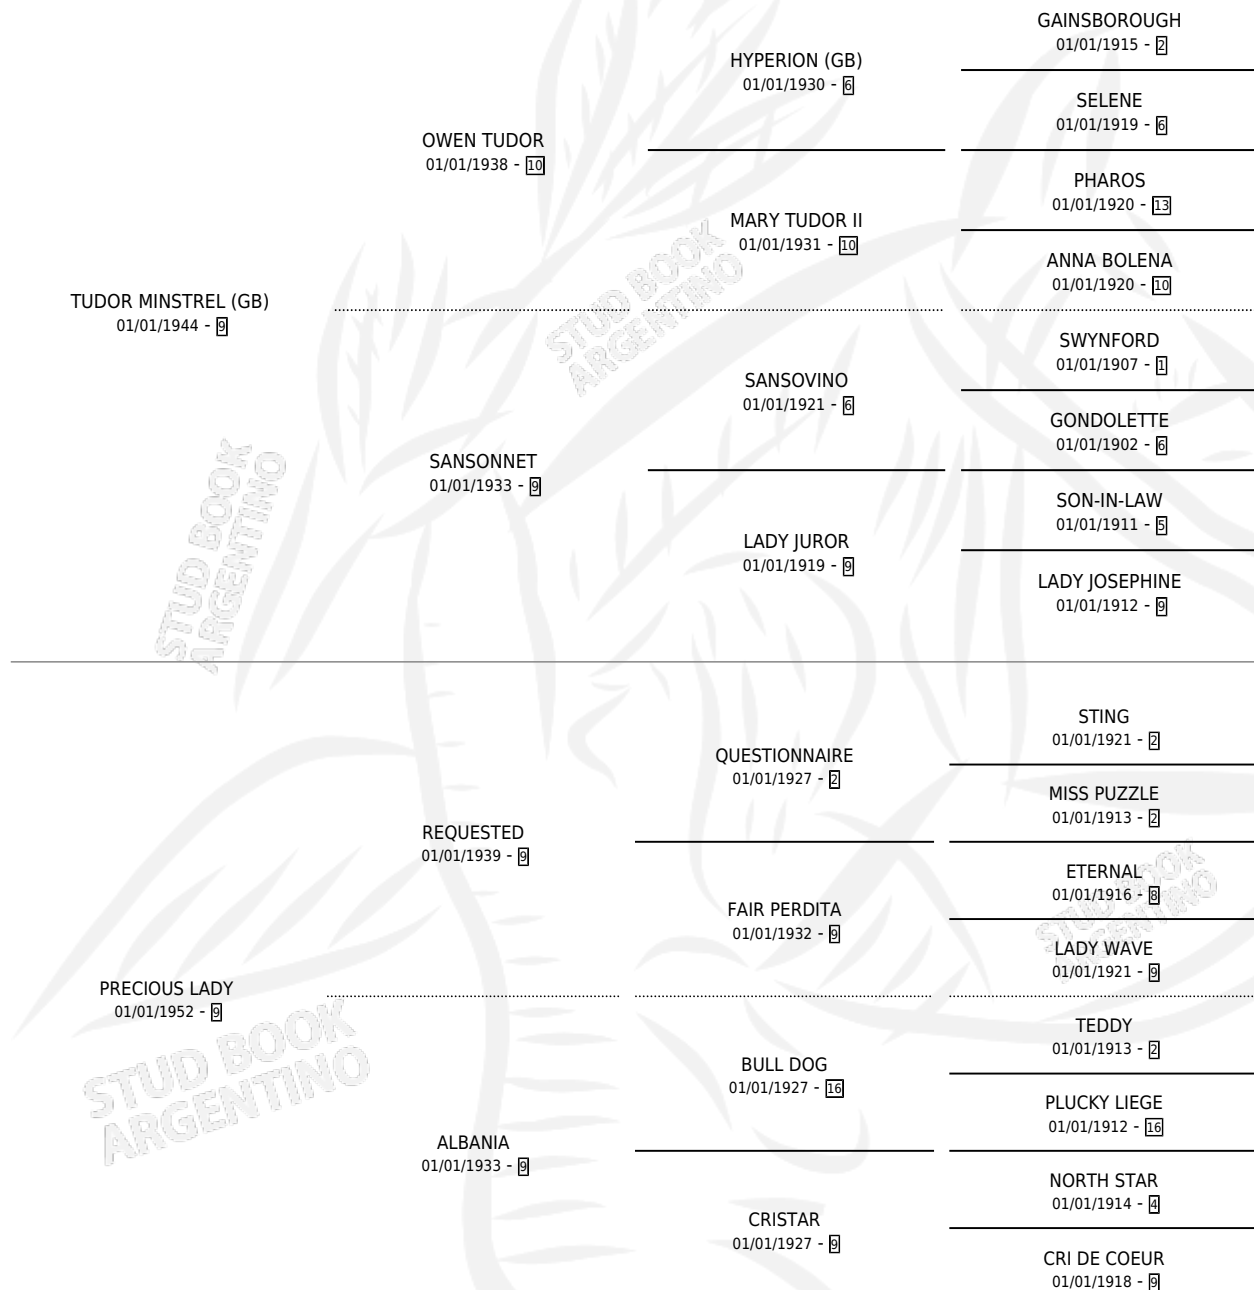 GAINSBOROUGH
01/01/1915 - 2
HYPERION (GB)
01/01/1930 - 6
SELENE
01/01/1919 - 6
OWEN TUDOR
01/01/1938 - 10
PHAROS
01/01/1920 - 13
MARY TUDOR II
01/01/1931 - 10
ANNA BOLENA
01/01/1920 - 10
TUDOR MINSTREL (GB)
01/01/1944 - 9
SWYNFORD
01/01/1907 - 1
SANSOVINO
01/01/1921 - 6
GONDOLETTE
01/01/1902 - 6
SANSONNET
01/01/1933 - 9
SON-IN-LAW
01/01/1911 - 5
LADY JUROR
01/01/1919 - 9
LADY JOSEPHINE
01/01/1912 - 9
STING
01/01/1921 - 2
QUESTIONNAIRE
01/01/1927 - 2
MISS PUZZLE
01/01/1913 - 2
REQUESTED
01/01/1939 - 9
ETERNAL
01/01/1916 - 8
FAIR PERDITA
01/01/1932 - 9
LADY WAVE
01/01/1921 - 9
PRECIOUS LADY
01/01/1952 - 9
TEDDY
01/01/1913 - 2
BULL DOG
01/01/1927 - 16
PLUCKY LIEGE
01/01/1912 - 16
ALBANIA
01/01/1933 - 9
NORTH STAR
01/01/1914 - 4
CRISTAR
01/01/1927 - 9
CRI DE COEUR
01/01/1918 - 9
STUD BOOK
ARGENTINO
STUD BOOK
ARGENTINO
STUD BOOK
ARGENTINO
STUD BOOK
ARGENTINO